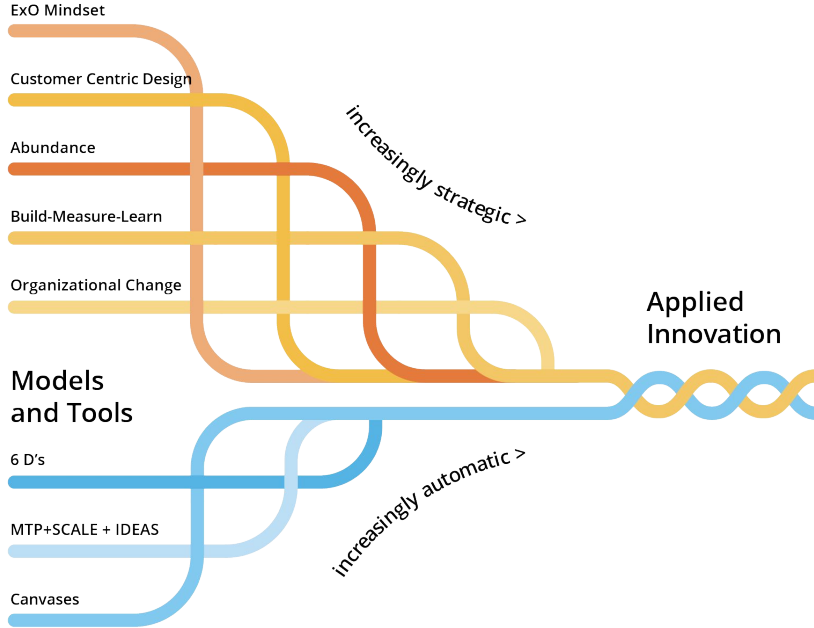 ExO Mindset
Customer Centric Design
Abundance
Build-Measure-Learn
Organizational Change
increasingly strategic >
Applied
Innovation
Models
and Tools
6 D’s
MTP+SCALE + IDEAS
Canvases
increasingly automatic >